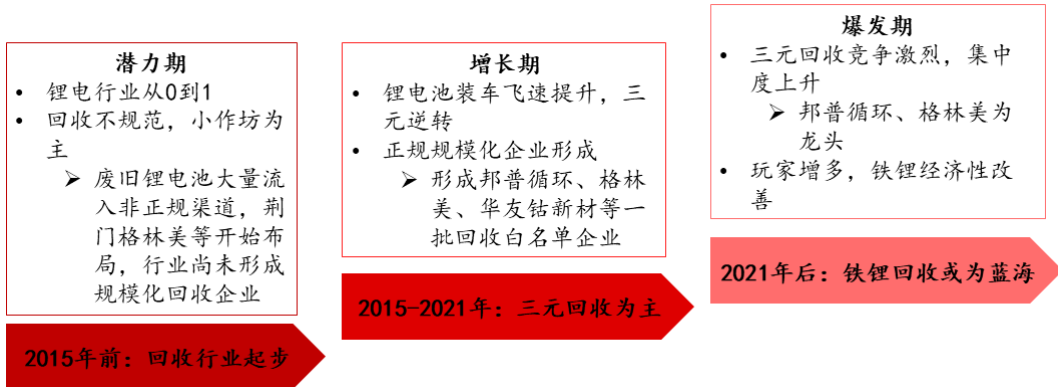 潜力期
• 锂电行业从0到1
• 回收不规范，小作坊为
主
➢ 废旧锂电池大量流
入非正规渠道，荆
门格林美等开始布
局，行业尚未形成
规模化回收企业
2015年前：回收行业起步
增长期
• 锂电池装车飞速提升，三
元逆转
• 正规规模化企业形成
➢ 形成邦普循环、格林
美、华友钴新材等一
批回收白名单企业
2015-2021年：三元回收为主
爆发期
• 三元回收竞争激烈，集中
度上升
➢ 邦普循环、格林美为
龙头
• 玩家增多，铁锂经济性改
善
2021年后：铁锂回收或为蓝海